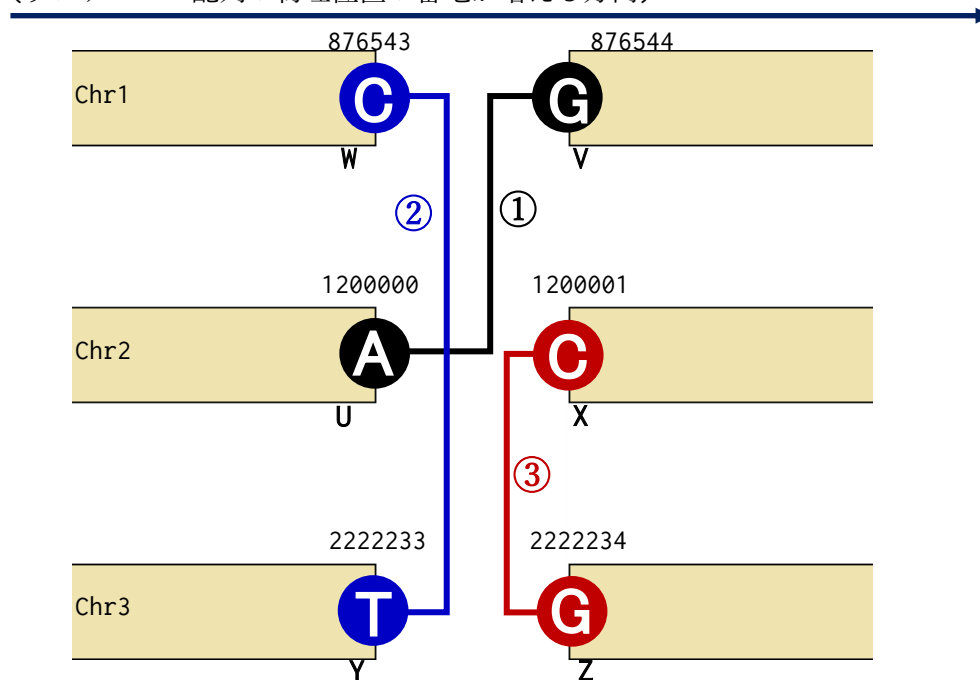 876543 876544
Chr1 C G
W V
② ①
1200000 1200001
Chr2 A C
U X
③
2222233 2222234
Chr3 T G
Y Z